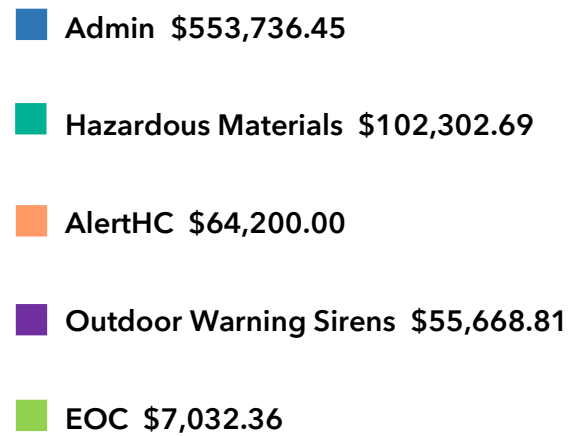 Admin $553,736.45
Hazardous Materials $102,302.69
AlertHC $64,200.00
Outdoor Warning Sirens $55,668.81
EOC $7,032.36